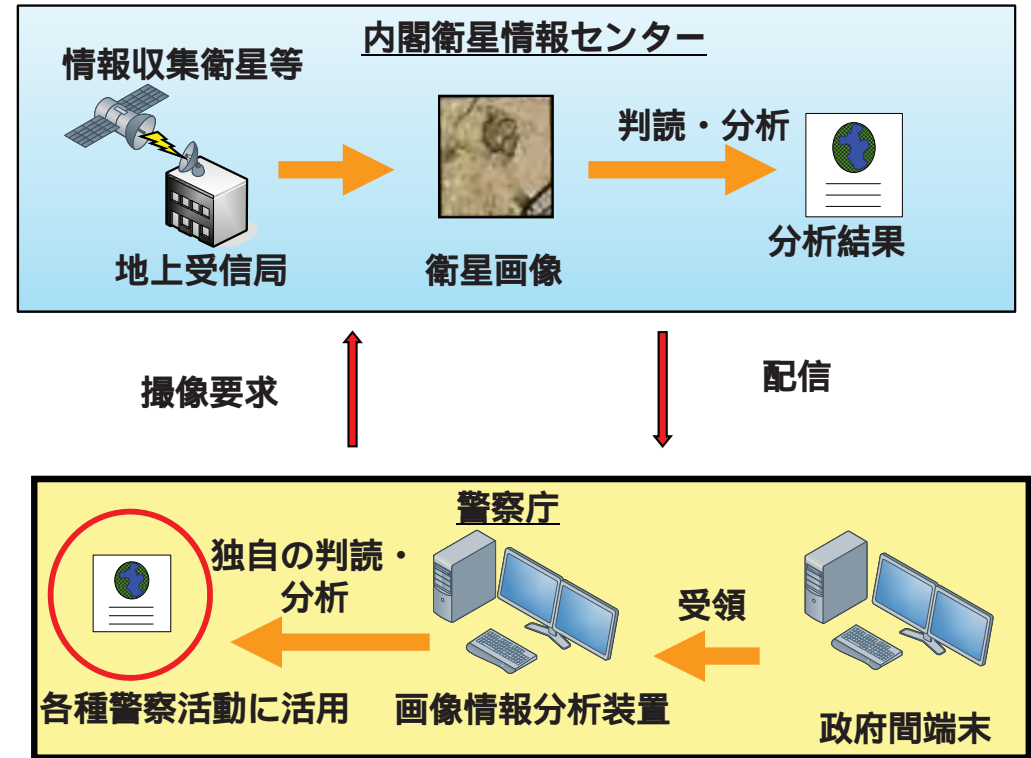 内閣衛星情報センター
情報収集衛星等
判読・分析
地上受信局
衛星画像
分析結果
撮像要求
配信
警察庁
独自の判読・
分析
受領
各種警察活動に活用
画像情報分析装置
政府間端末